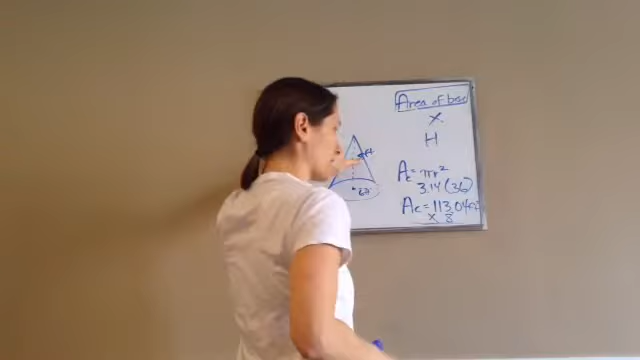 Area of base
X
H
Ac = πr²
3.14 (36)
Ac = 113.04
x 8